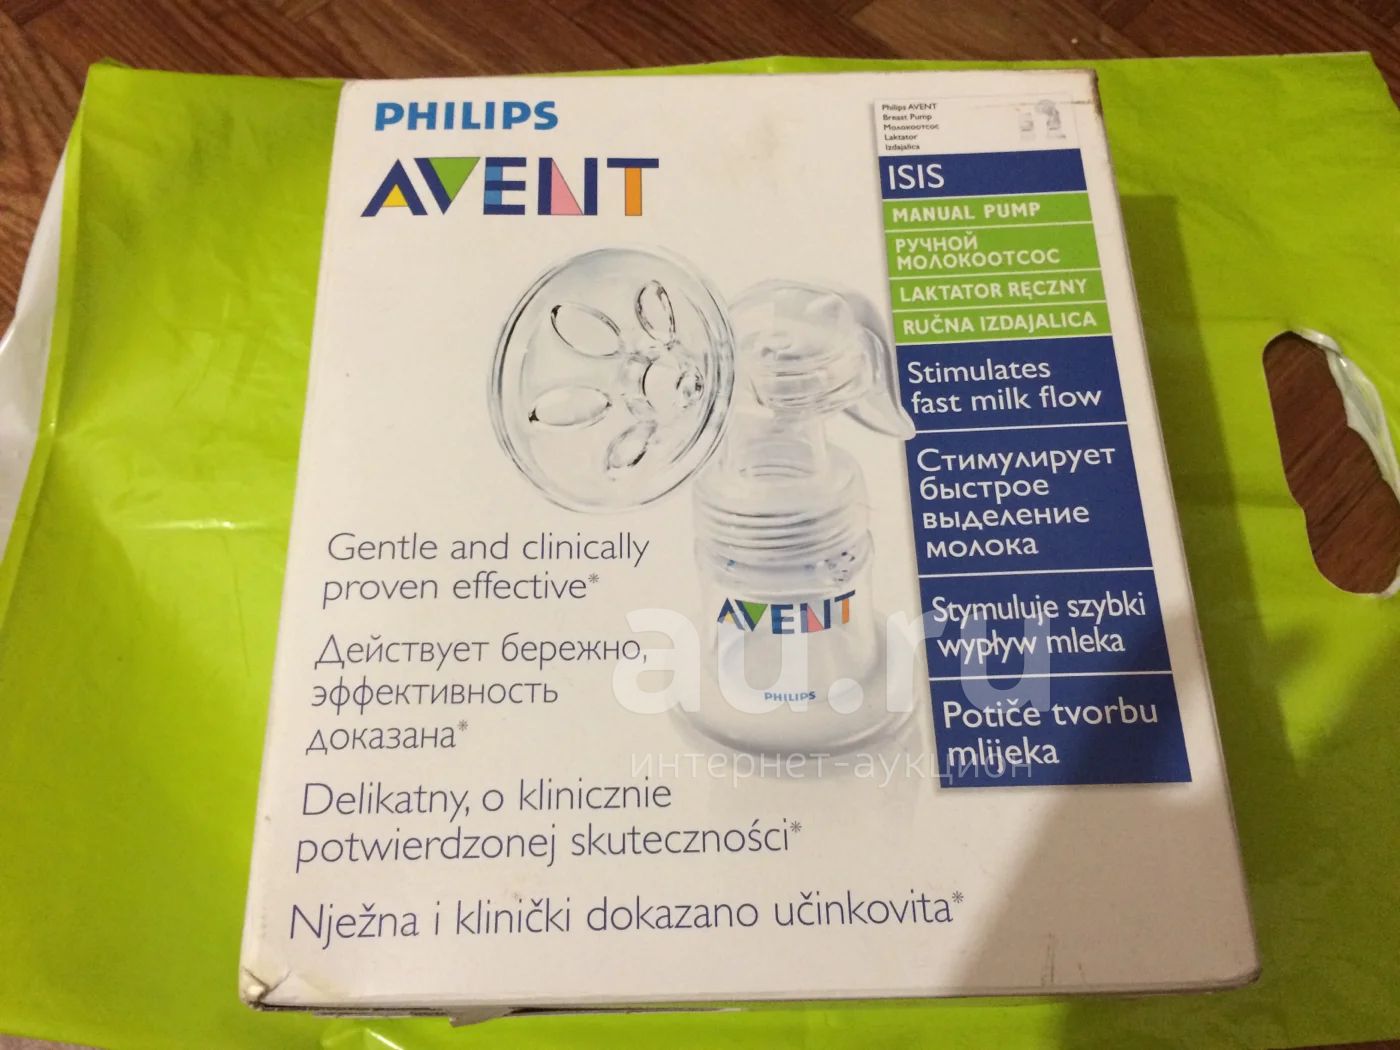 PHILIPS
AVENT
Philips AVENT
Breast Pump
Молокоотсос
Laktator
Izdajalica
ISIS
MANUAL PUMP
РУЧНОЙ
МОЛОКООТСОС
LAKTATOR RĘCZNY
RUČNA IZDAJALICA
Stimulates
fast milk flow
Стимулирует
быстрое
выделение
молока
Stymuluje szybki
wypływ mleka
Potiče tvorbu
mlijeka
Gentle and clinically
proven effective*
Действует бережно,
эффективность
доказана*
Delikatny, o klinicznie
potwierdzonej skuteczności*
Nježna i klinički dokazano učinkovita*
AVENT
PHILIPS
au.ru
интернет-аукцион